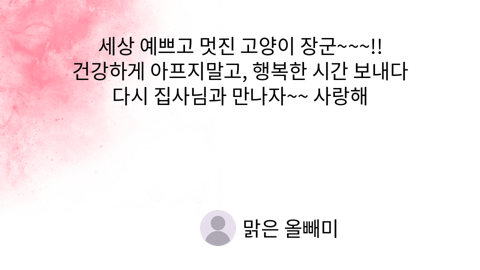 세상 예쁘고 멋진 고양이 장군~~~!!
건강하게 아프지말고, 행복한 시간 보내다
다시 집사님과 만나자~~ 사랑해
맑은 올빼미